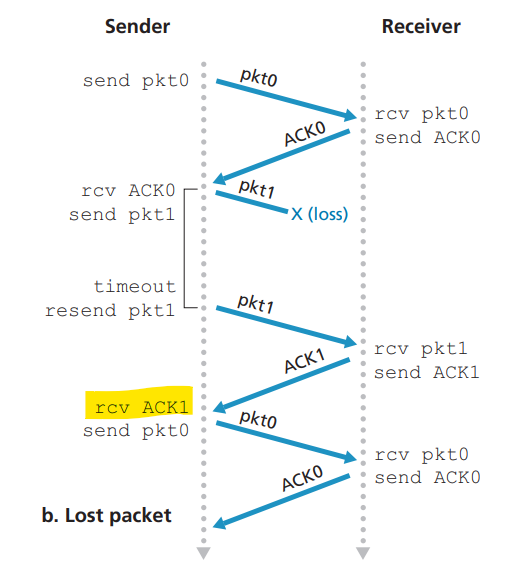 Sender
Receiver
send pkt0
pkt0
rcv pkt0
send ACK0
ACK0
rcv ACK0
send pkt1
pkt1
X (loss)
timeout
resend pkt1
pkt1
rcv pkt1
send ACK1
ACK1
rcv ACK1
send pkt0
pkt0
rcv pkt0
send ACK0
ACK0
b. Lost packet